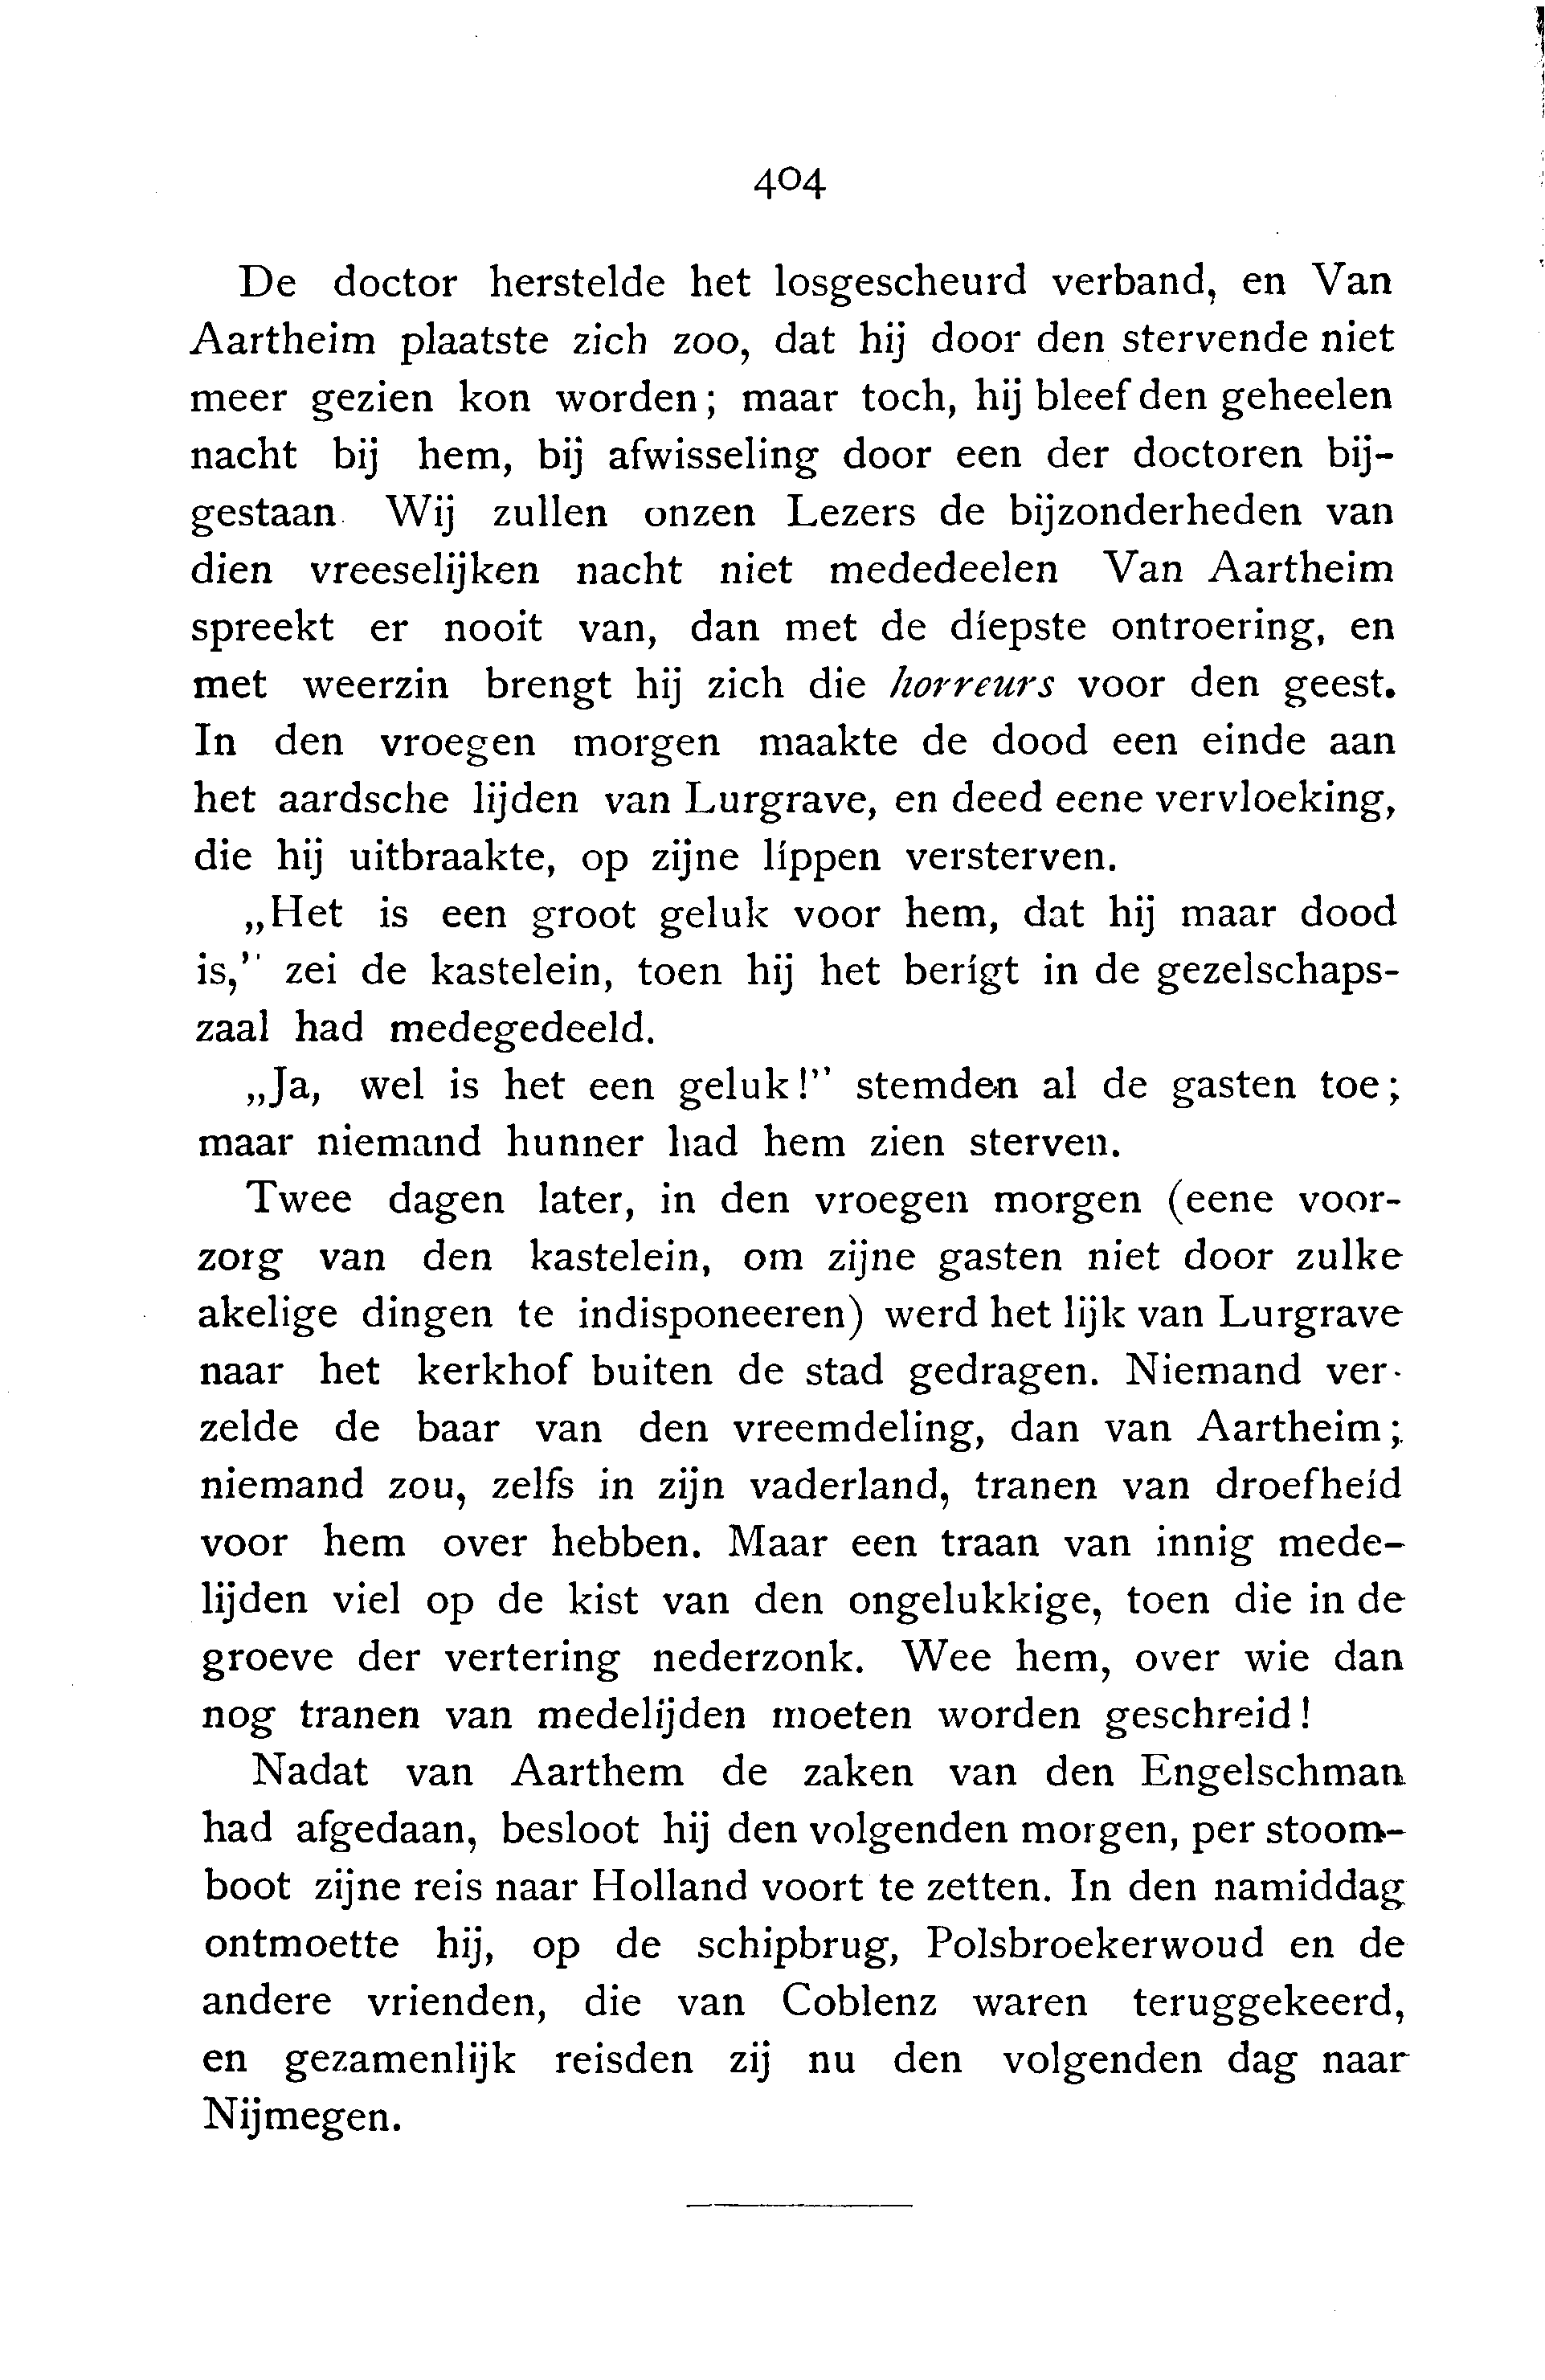 404
De doctor herstelde het losgescheurd verband, en Van
Aartheim plaatste zich zoo, dat hij door den stervende niet
meer gezien kon worden; maar toch, hij bleef den geheelen
nacht bij hem, bij afwisseling door een der doctoren bij-
gestaan Wij zullen onzen Lezers de bijzonderheden van
dien vreeselijken nacht niet mededeelen Van Aartheim
spreekt er nooit van, dan met de diepste ontroering, en
met weerzin brengt hij zich die horreurs voor den geest.
In den vroegen morgen maakte de dood een einde aan
het aardsche lijden van Lurgrave, en deed eene vervloeking,
die hij uitbraakte, op zijne lippen versterven.
„Het is een groot geluk voor hem, dat hij maar dood
is,” zei de kastelein, toen hij het berigt in de gezelschaps-
zaal had medegedeeld.
„Ja, wel is het een geluk!” stemden al de gasten toe;
maar niemand hunner had hem zien sterven.
Twee dagen later, in den vroegen morgen (eene voor-
zorg van den kastelein, om zijne gasten niet door zulke
akelige dingen te indisponeeren) werd het lijk van Lurgrave
naar het kerkhof buiten de stad gedragen. Niemand ver-
zelde de baar van den vreemdeling, dan van Aartheim;
niemand zou, zelfs in zijn vaderland, tranen van droefheid
voor hem over hebben. Maar een traan van innig mede-
lijden viel op de kist van den ongelukkige, toen die in de
groeve der vertering nederzonk. Wee hem, over wie dan
nog tranen van medelijden moeten worden geschreid!
Nadat van Aarthem de zaken van den Engelschman
had afgedaan, besloot hij den volgenden morgen, per stoom-
boot zijne reis naar Holland voort te zetten. In den namiddag
ontmoette hij, op de schipbrug, Polsbroekerwoud en de
andere vrienden, die van Coblenz waren teruggekeerd,
en gezamenlijk reisden zij nu den volgenden dag naar
Nijmegen.